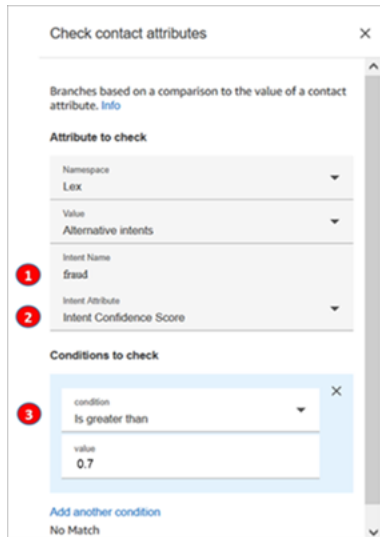 Check contact attributes
Branches based on a comparison to the value of a contact
attribute. Info
Attribute to check
Namespace
Lex
Value
Alternative intents
1
Intent Name
fraud
2
Intent Attribute
Intent Confidence Score
Conditions to check
3
condition
Is greater than
value
0.7
Add another condition
No Match